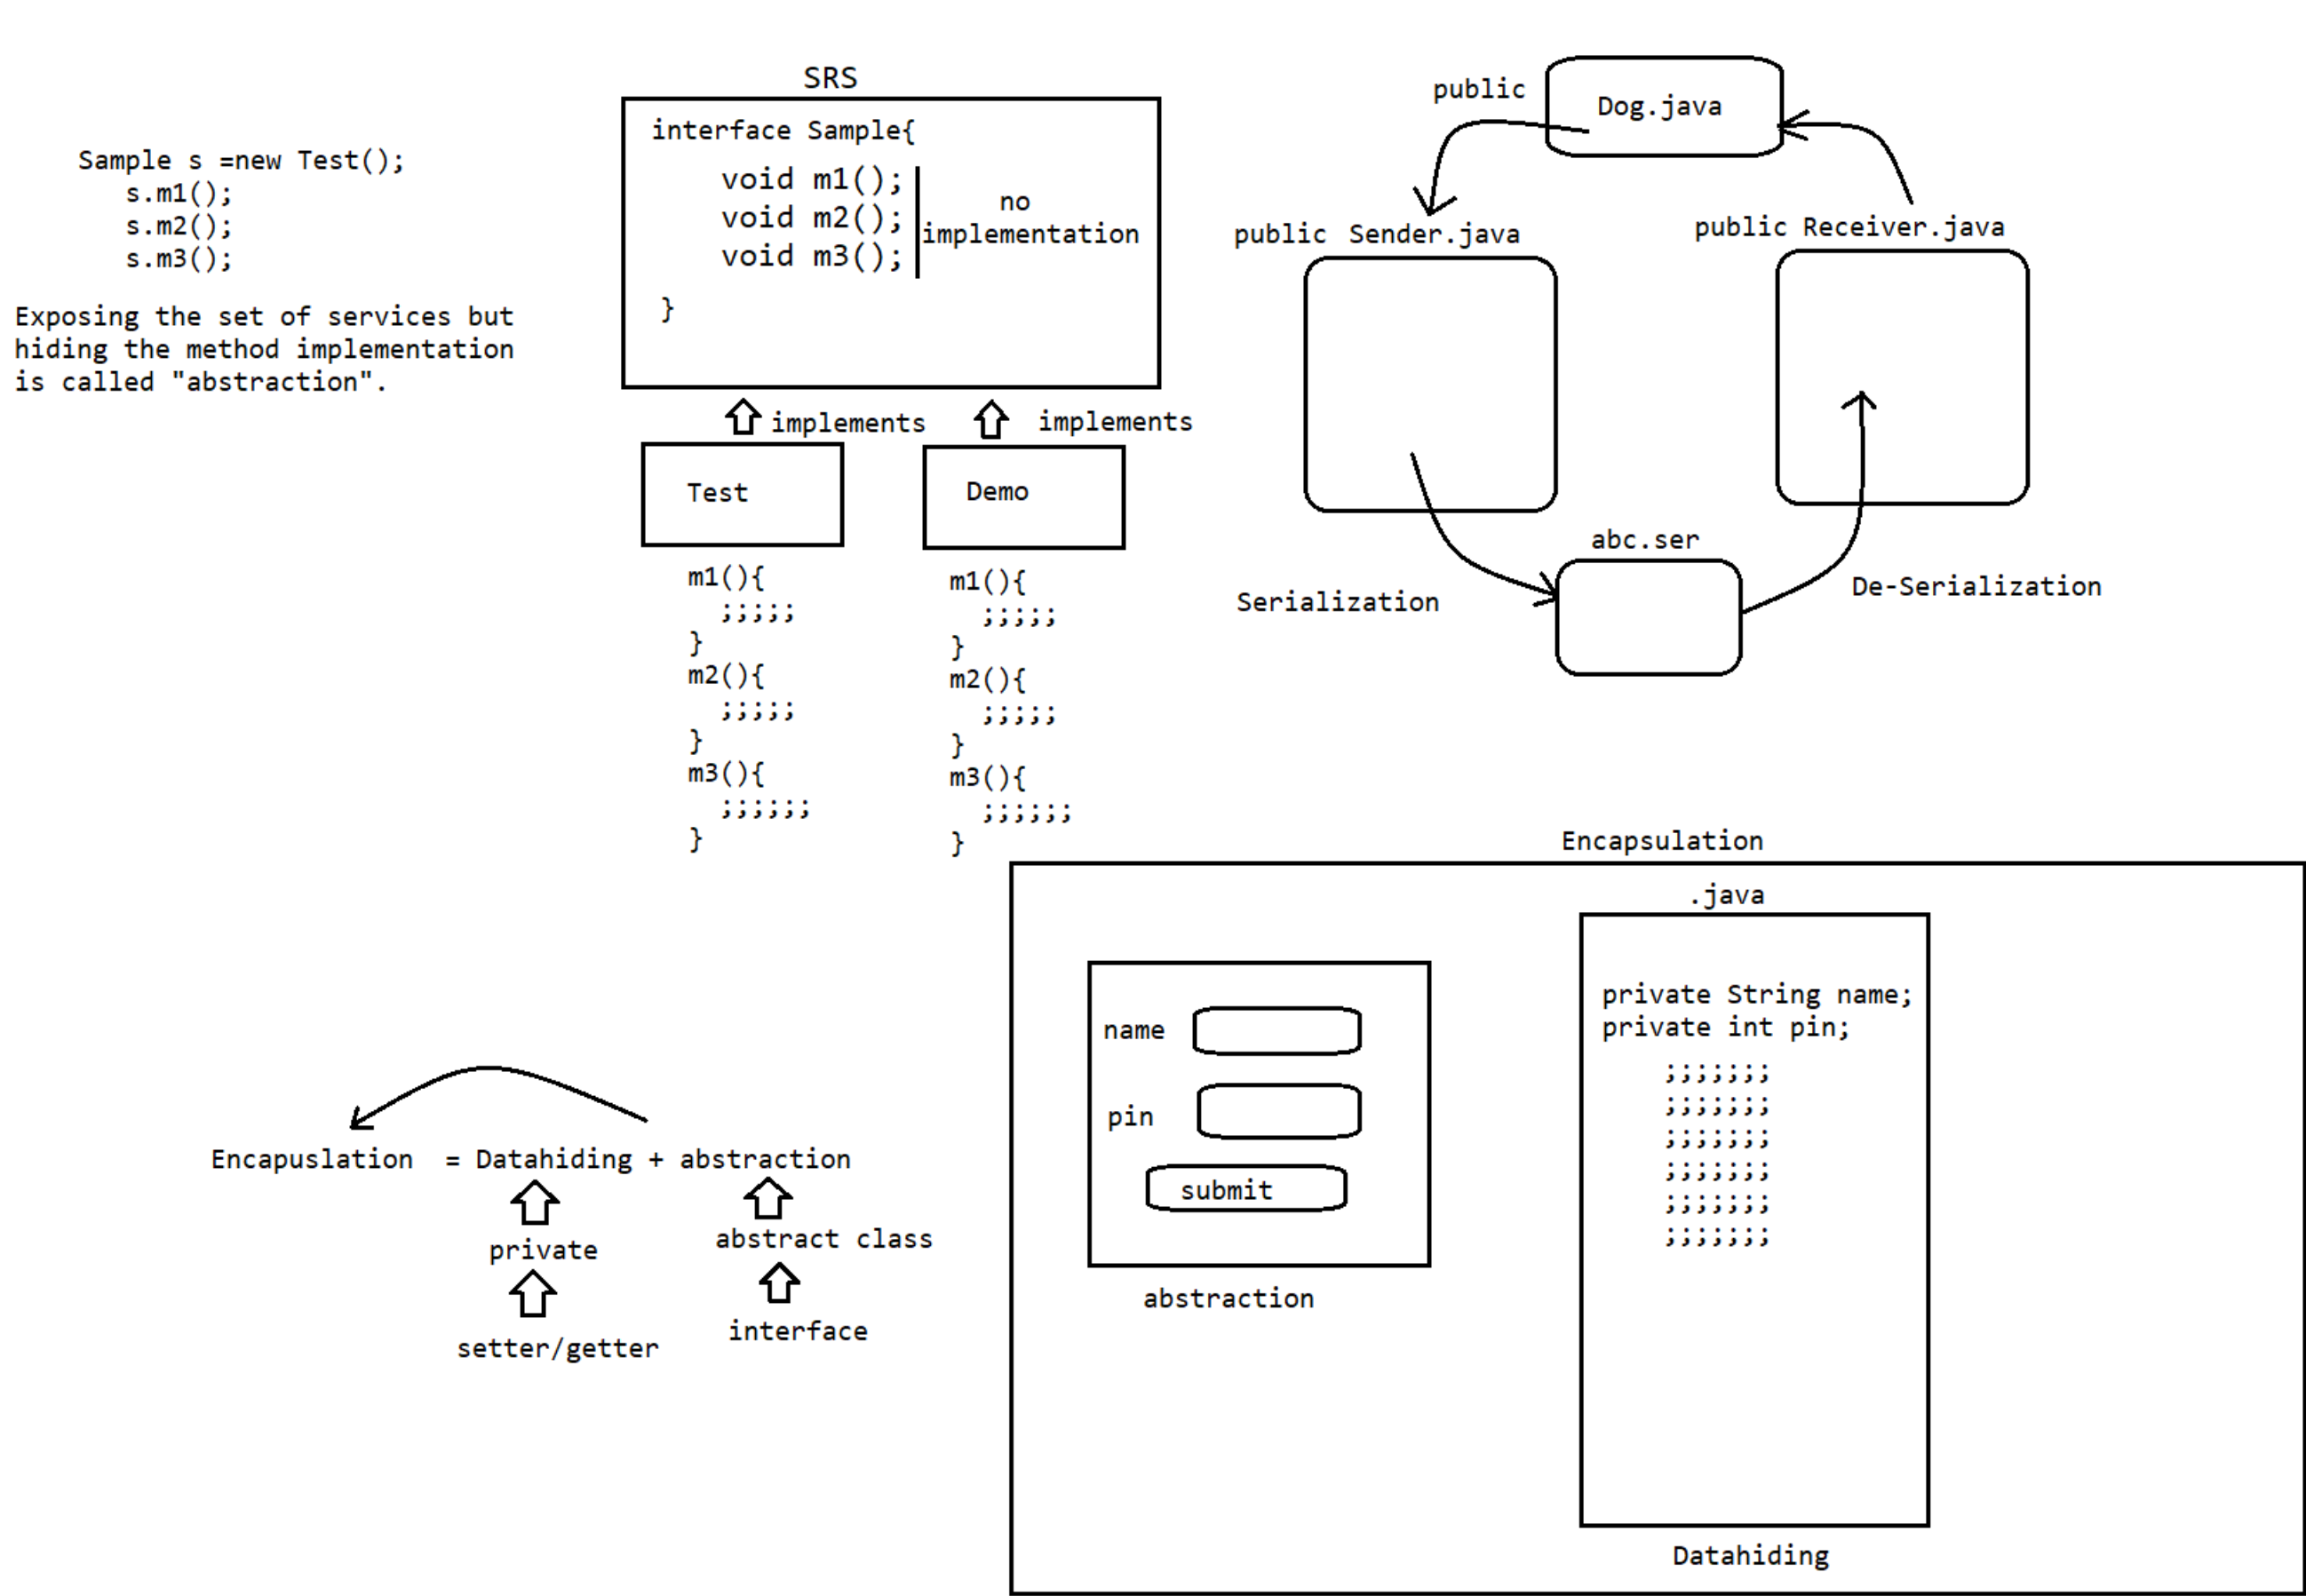 SRS
interface Sample{
void m1();
void m2();
void m3();
no
implementation
}
Sample s =new Test();
s.m1();
s.m2();
s.m3();
Exposing the set of services but
hiding the method implementation
is called "abstraction".
implements
implements
Test
Demo
m1(){
;;;;;
}
m2(){
;;;;;
}
m3(){
;;;;;;
}
m1(){
;;;;;
}
m2(){
;;;;;
}
m3(){
;;;;;;
}
public
Dog.java
public Sender.java
public Receiver.java
abc.ser
Serialization
De-Serialization
Encapuslation = Datahiding + abstraction
private
setter/getter
abstract class
interface
Encapsulation
name
pin
submit
abstraction
.java
private String name;
private int pin;
;;;;;;;
;;;;;;;
;;;;;;;
;;;;;;;
;;;;;;;
;;;;;;;
Datahiding